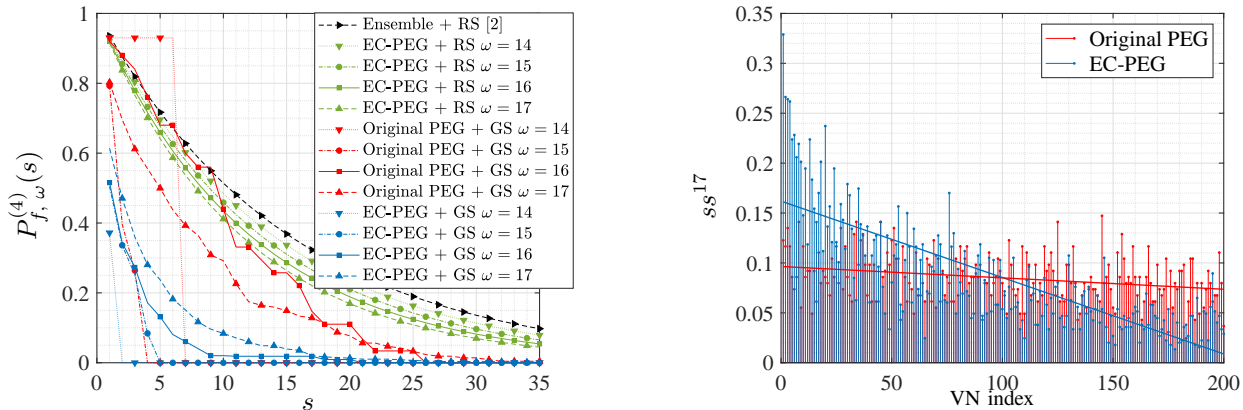 P_{f, ω}^{(4)}(s)
1
0.8
0.6
0.4
0.2
0
0 5 10 15 20 25 30 35
s
Ensemble + RS [2]
EC-PEG + RS ω = 14
EC-PEG + RS ω = 15
EC-PEG + RS ω = 16
EC-PEG + RS ω = 17
Original PEG + GS ω = 14
Original PEG + GS ω = 15
Original PEG + GS ω = 16
Original PEG + GS ω = 17
EC-PEG + GS ω = 14
EC-PEG + GS ω = 15
EC-PEG + GS ω = 16
EC-PEG + GS ω = 17
ss^{17}
0.35
0.3
0.25
0.2
0.15
0.1
0.05
0
0 50 100 150 200
VN index
Original PEG
EC-PEG